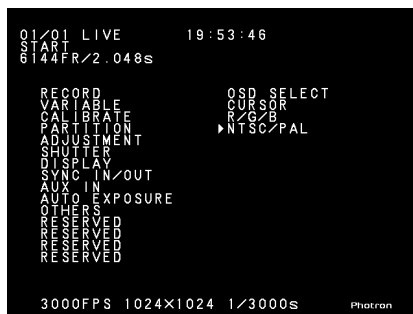 01/01 LIVE 19:53:46
START
6144FR/2.048s
RECORD OSD SELECT
VARIABLE CURSOR
CALIBRATE R/G/B
PARTITION ▶NTSC/PAL
ADJUSTMENT
SHUTTER
DISPLAY
SYNC IN/OUT
AUX IN
AUTO EXPOSURE
OTHERS
RESERVED
RESERVED
RESERVED
RESERVED
3000FPS 1024×1024 1/3000s Photron